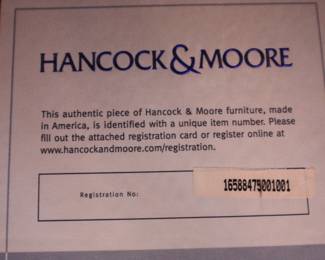 HANCOCK & MOORE
This authentic piece of Hancock & Moore furniture, made
in America, is identified with a unique item number. Please
fill out the attached registration card or register online at
www.hancockandmoore.com/registration.
Registration No: 16588475001001